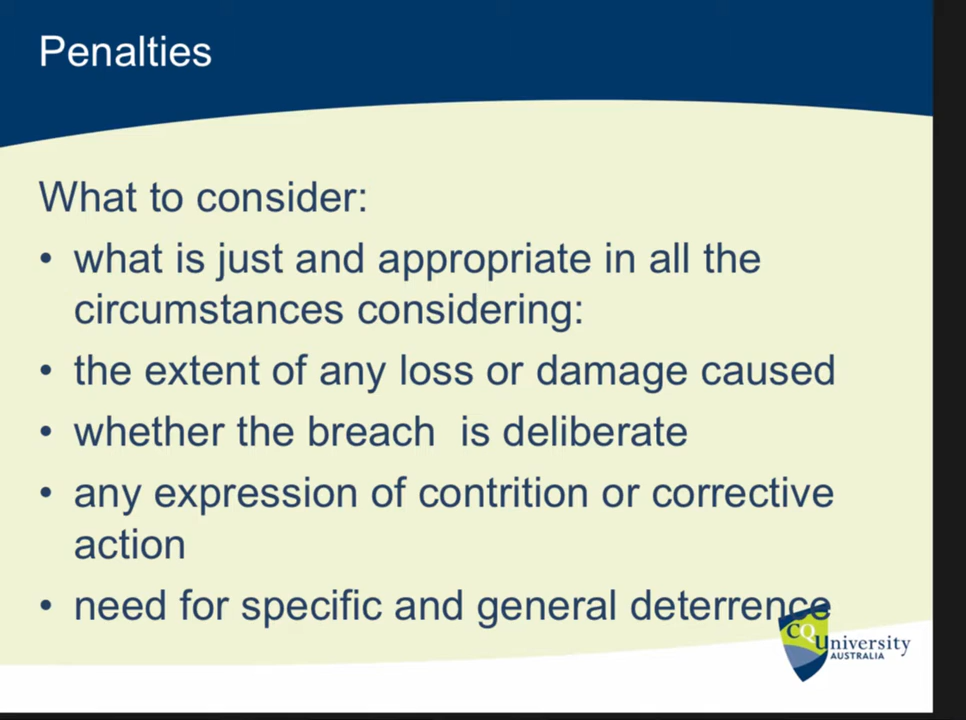 Penalties
What to consider:
• what is just and appropriate in all the
circumstances considering:
• the extent of any loss or damage caused
• whether the breach  is deliberate
• any expression of contrition or corrective
action
• need for specific and general deterrence
CQUniversity
AUSTRALIA